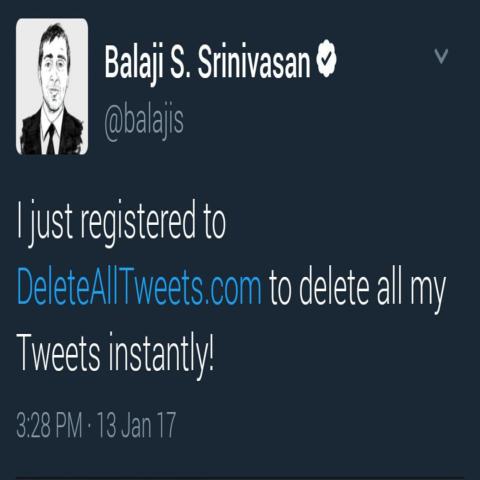 Balaji S. Srinivasan
@balajis
I just registered to
DeleteAllTweets.com to delete all my
Tweets instantly!
3:28 PM · 13 Jan 17